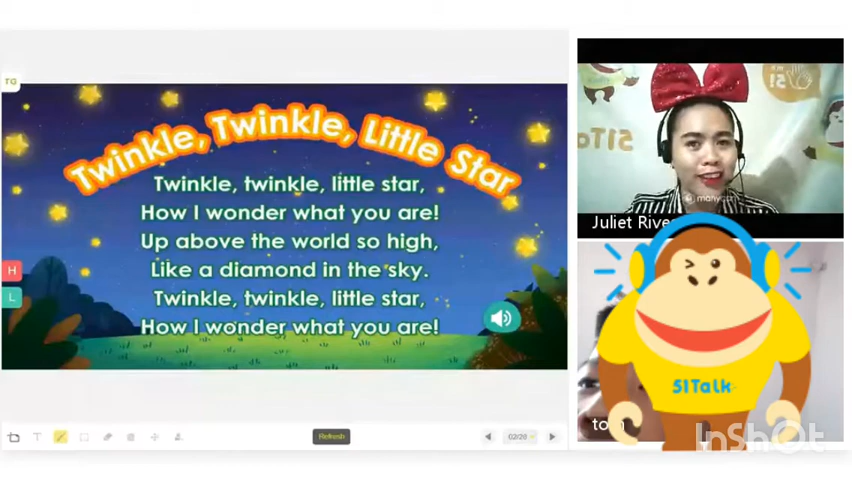 TG
Twinkle, Twinkle, Little Star
Twinkle, twinkle, little star,
How I wonder what you are!
Up above the world so high,
Like a diamond in the sky.
Twinkle, twinkle, little star,
How I wonder what you are!
H
L
T
Refresh
02/20
51Talk
51
manycam
Juliet Rive
51Talk
InShOt